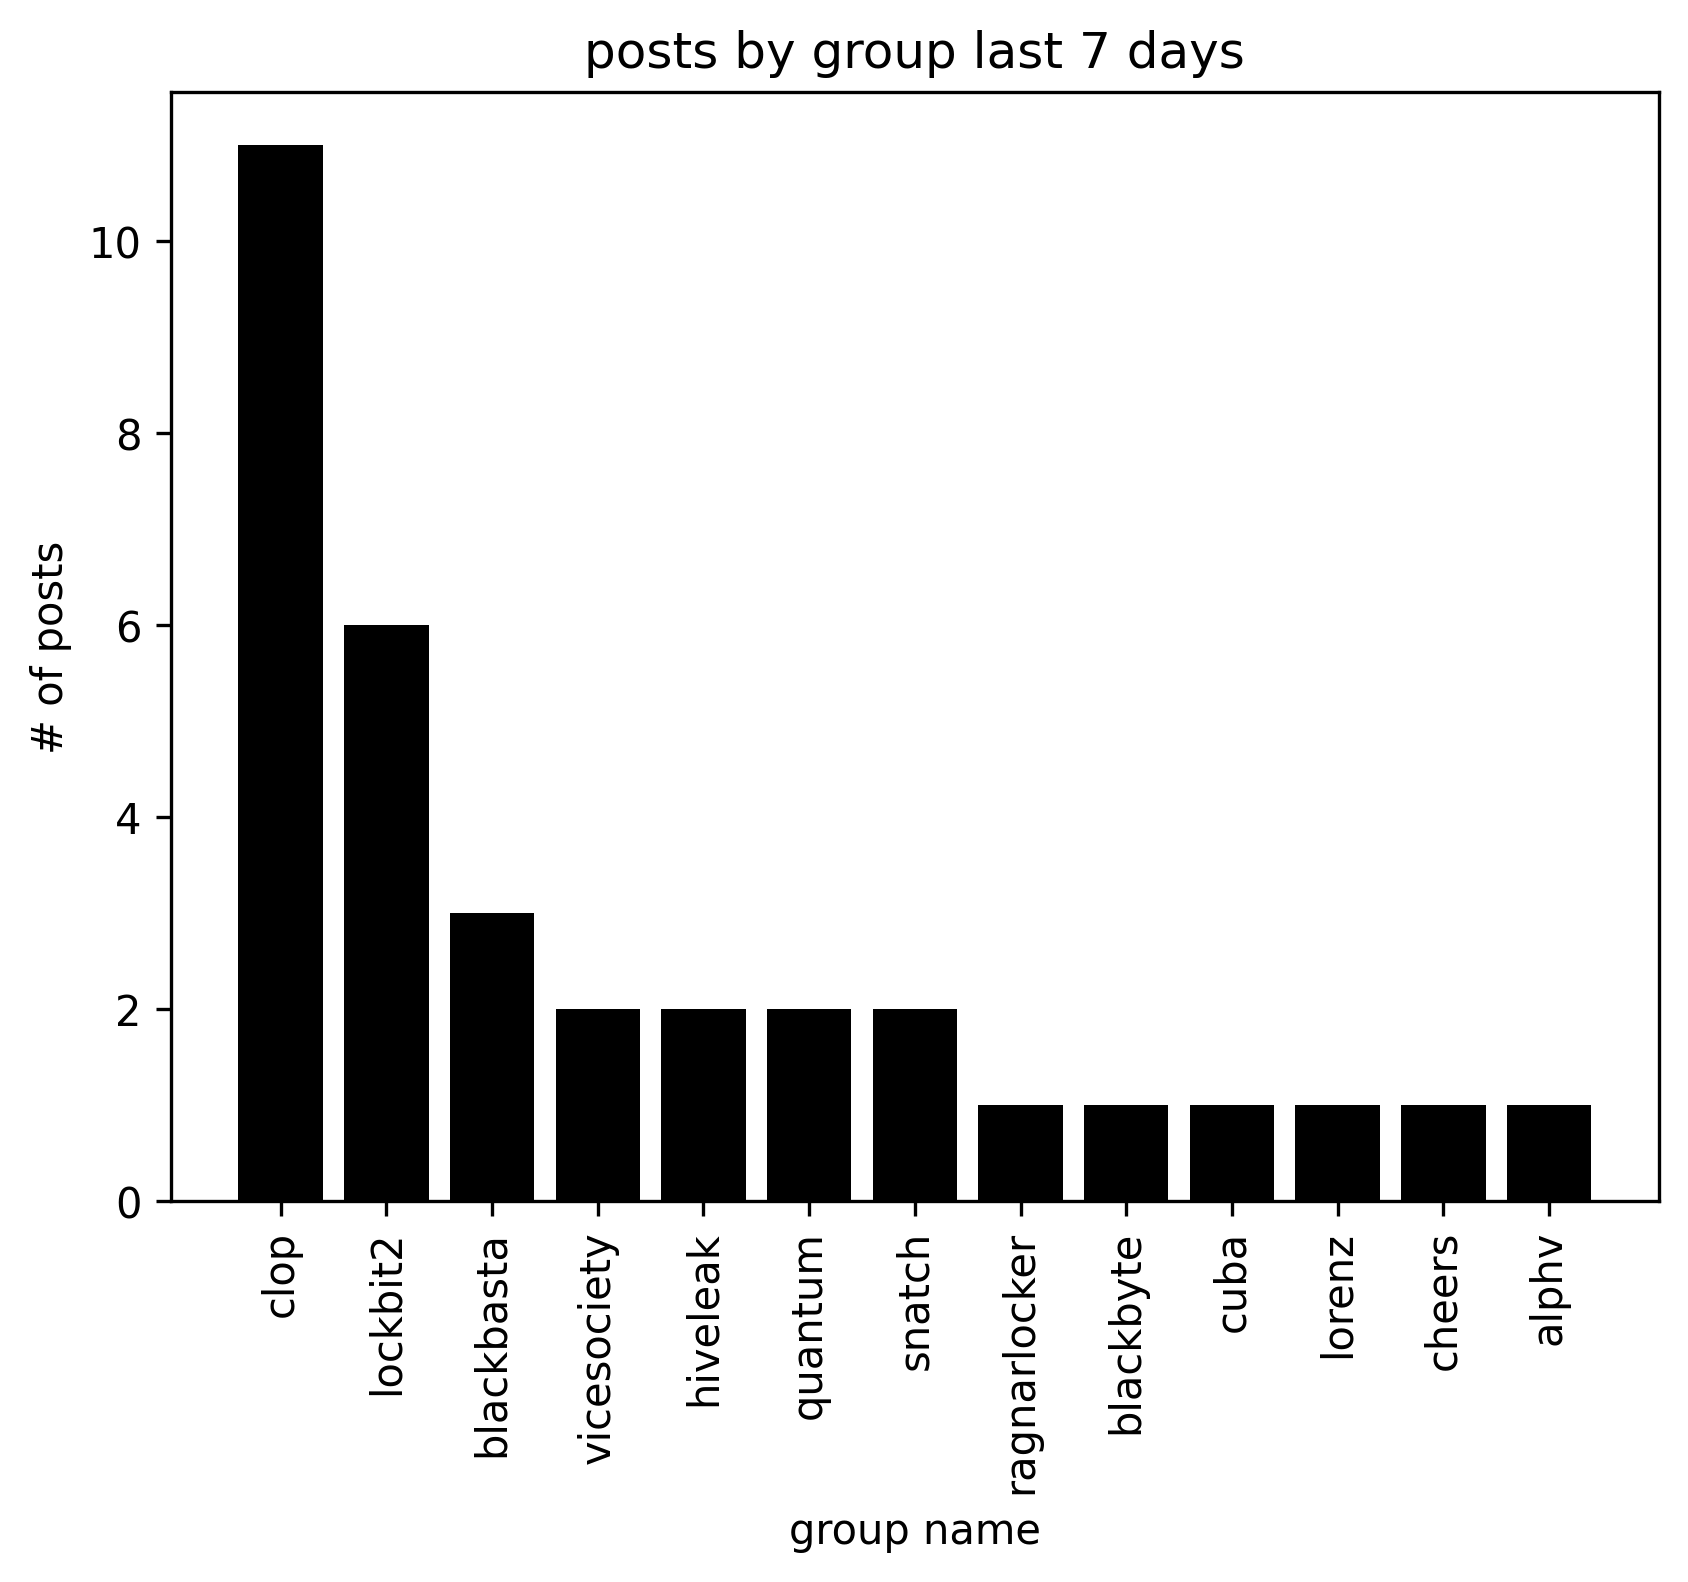 posts by group last 7 days
# of posts
10
8
6
4
2
0
clop
lockbit2
blackbasta
vicesociety
hiveleak
quantum
snatch
ragnarlocker
blackbyte
cuba
lorenz
cheers
alphv
group name